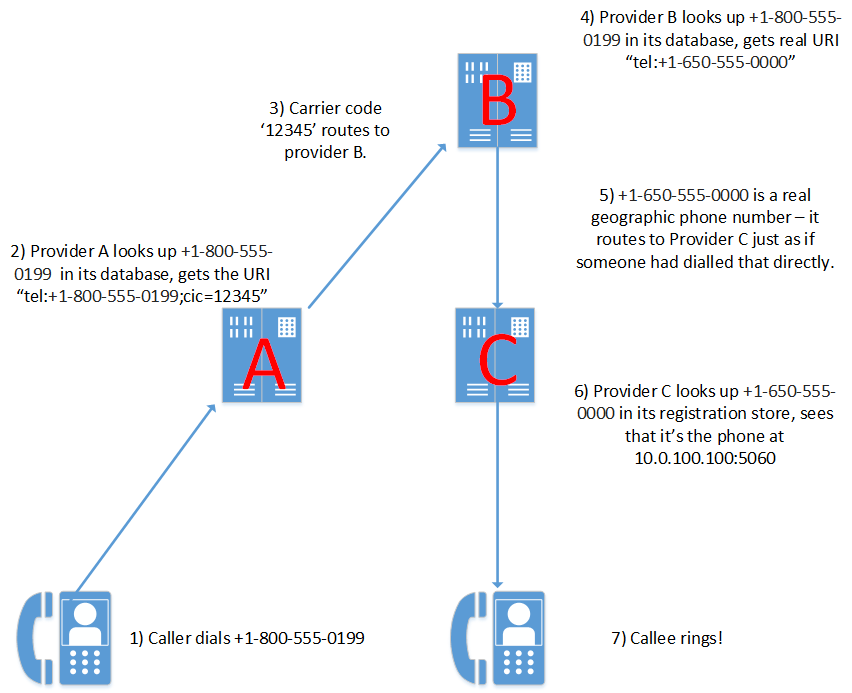 4) Provider B looks up +1-800-555-
0199 in its database, gets real URI
“tel:+1-650-555-0000”
B
3) Carrier code
‘12345’ routes to
provider B.
5) +1-650-555-0000 is a real
geographic phone number – it
routes to Provider C just as if
someone had dialled that directly.
2) Provider A looks up +1-800-555-
0199 in its database, gets the URI
“tel:+1-800-555-0199;cic=12345”
A
C
6) Provider C looks up +1-650-555-
0000 in its registration store, sees
that it’s the phone at
10.0.100.100:5060
1) Caller dials +1-800-555-0199
7) Callee rings!